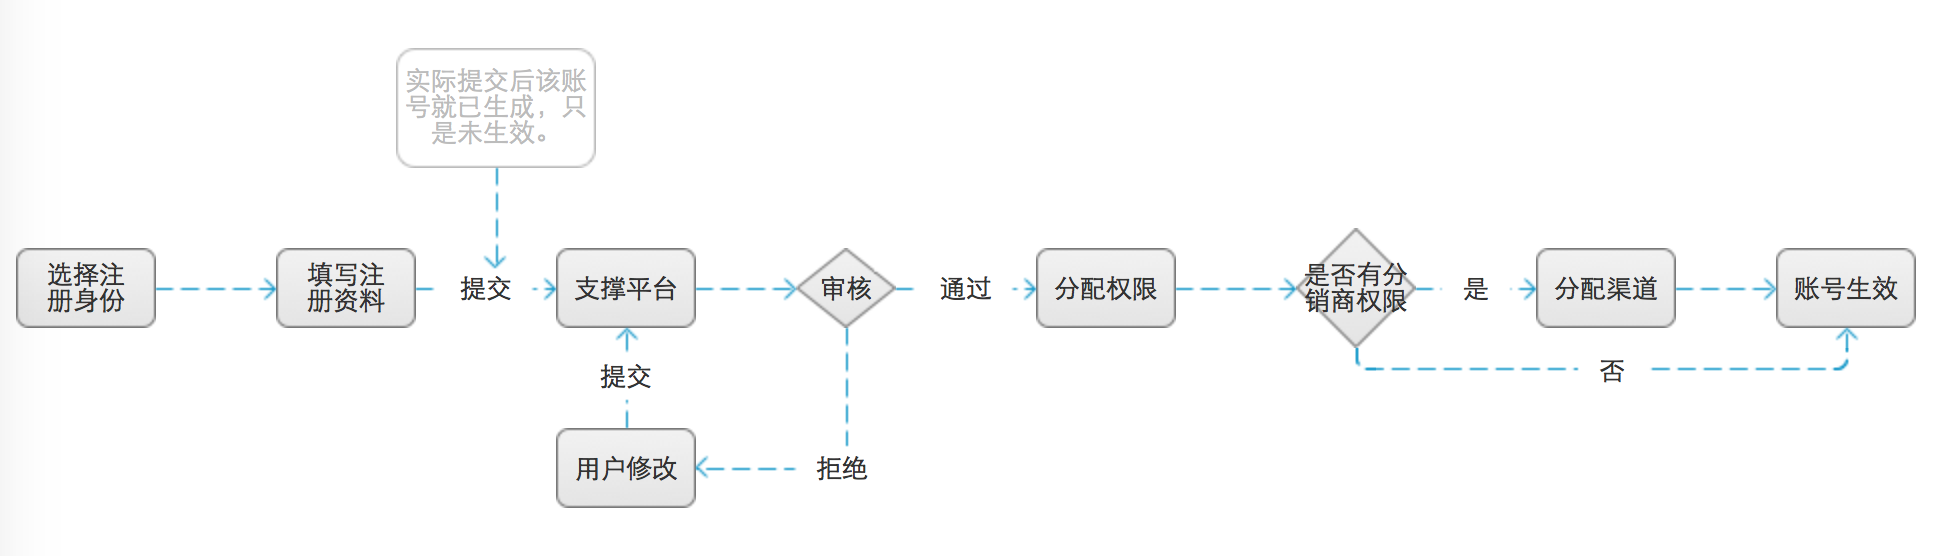 实际提交后该账
号就已生成，只
是未生效。
选择注
册身份
填写注
册资料
提交
支撑平台
审核
通过
分配权限
是否有分
销商权限
是
分配渠道
账号生效
提交
否
用户修改
拒绝